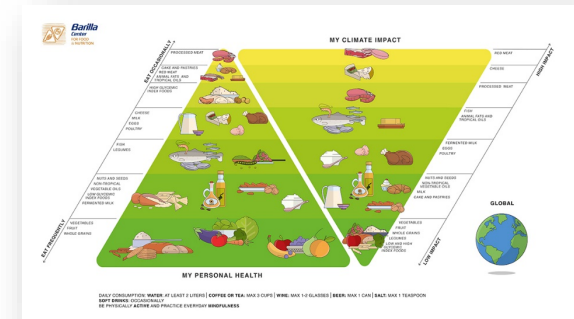 Barilla
Center
FOR FOOD
& NUTRITION
MY CLIMATE IMPACT
EAT OCCASIONALLY
PROCESSED MEAT
CAKE AND PASTRIES
RED MEAT
ANIMAL FATS AND
TROPICAL OILS
HIGH GLYCEMIC
INDEX FOODS
CHEESE
MILK
EGGS
POULTRY
FISH
LEGUMES
NUTS AND SEEDS
NON-TROPICAL
VEGETABLE OILS
LOW GLYCEMIC
INDEX FOODS
FERMENTED MILK
VEGETABLES
FRUIT
WHOLE GRAINS
EAT FREQUENTLY
RED MEAT
CHEESE
PROCESSED MEAT
HIGH IMPACT
FISH
ANIMAL FATS AND
TROPICAL OILS
FERMENTED MILK
EGGS
POULTRY
NUTS AND SEEDS
NON-TROPICAL
VEGETABLE OILS
MILK
CAKE AND PASTRIES
VEGETABLES
FRUIT
WHOLE GRAINS
LEGUMES
LOW AND HIGH
GLYCEMIC
INDEX FOODS
LOW IMPACT
GLOBAL
MY PERSONAL HEALTH
DAILY CONSUMPTION: WATER: AT LEAST 2 LITERS | COFFEE OR TEA: MAX 3 CUPS | WINE: MAX 1-2 GLASSES | BEER: MAX 1 CAN | SALT: MAX 1 TEASPOON
SOFT DRINKS: OCCASIONALLY
BE PHYSICALLY ACTIVE AND PRACTICE EVERYDAY MINDFULNESS